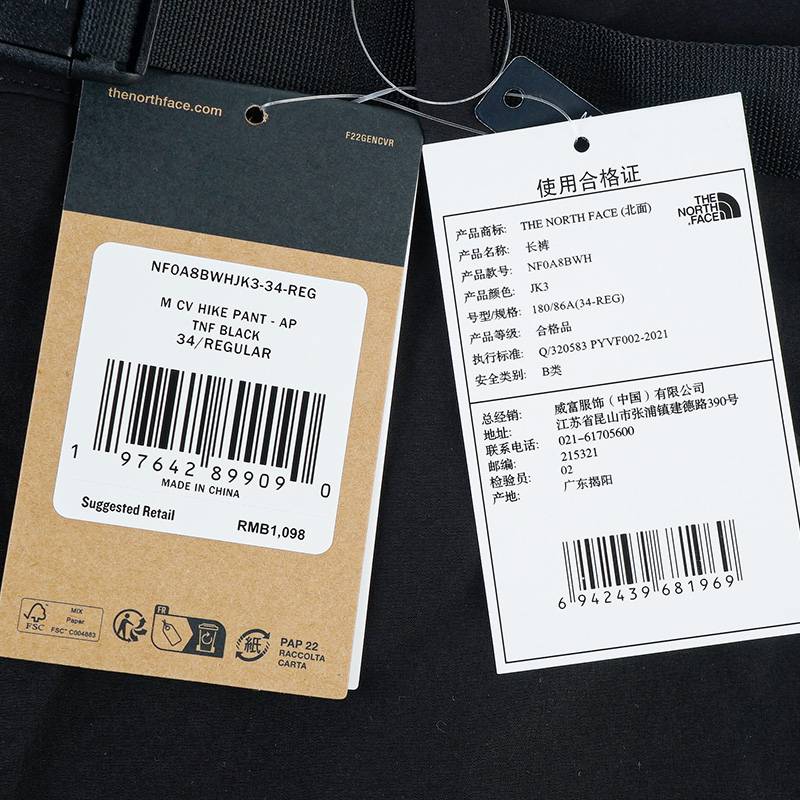 thenorthface.com
F22GENCVR
NF0A8BWHJK3-34-REG
M CV HIKE PANT - AP
TNF BLACK
34/REGULAR
1 97642 89909 0
MADE IN CHINA
Suggested Retail
RMB1,098
FSC
MIX
Paper
FSC™ C004883
FR
紙
PAP 22
RACCOLTA
CARTA
使用合格证
THE
NORTH
FACE
产品商标: THE NORTH FACE (北面)
产品名称: 长裤
产品款号: NF0A8BWH
产品颜色: JK3
号型/规格: 180/86A(34-REG)
产品等级: 合格品
执行标准: Q/320583 PYVF002-2021
安全类别: B类
总经销: 威富服饰（中国）有限公司
地址: 江苏省昆山市张浦镇建德路390号
联系电话: 021-61705600
邮编: 215321
检验员: 02
产地: 广东揭阳
6 942439 681969